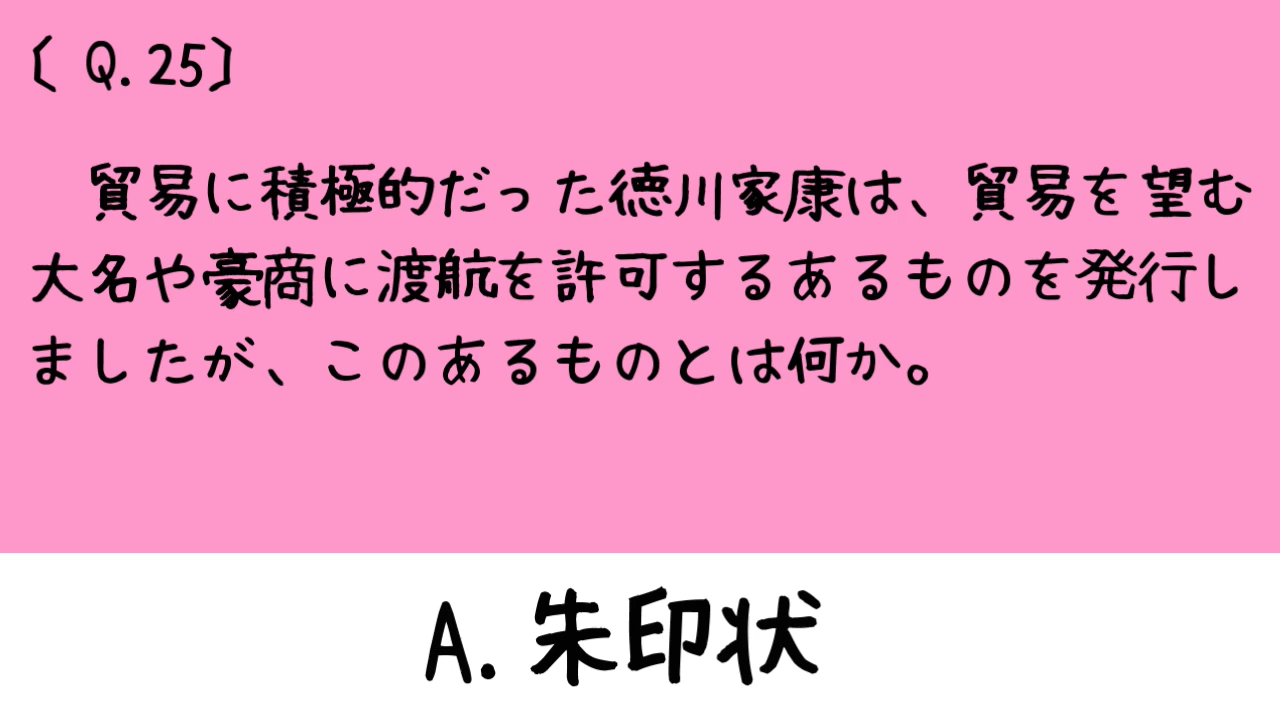 〔 Q.25〕
　貿易に積極的だった徳川家康は、貿易を望む
大名や豪商に渡航を許可するあるものを発行し
ましたが、このあるものとは何か。
A.朱印状